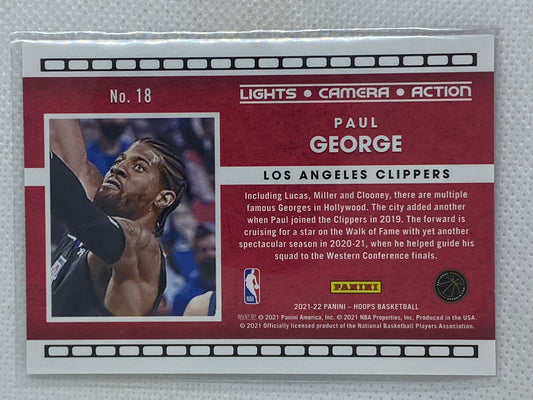 No. 18
LIGHTS • CAMERA • ACTION
PAUL
GEORGE
LOS ANGELES CLIPPERS
Including Lucas, Miller and Clooney, there are multiple
famous Georges in Hollywood. The city added another
when Paul joined the Clippers in 2019. The forward is
cruising for a star on the Walk of Fame with yet another
spectacular season in 2020-21, when he helped guide his
squad to the Western Conference finals.
NBA
PANINI
2021-22 PANINI – HOOPS BASKETBALL
© 2021 Panini America, Inc. © 2021 NBA Properties, Inc. Produced in the USA.
© 2021 Officially licensed product of the National Basketball Players Association.